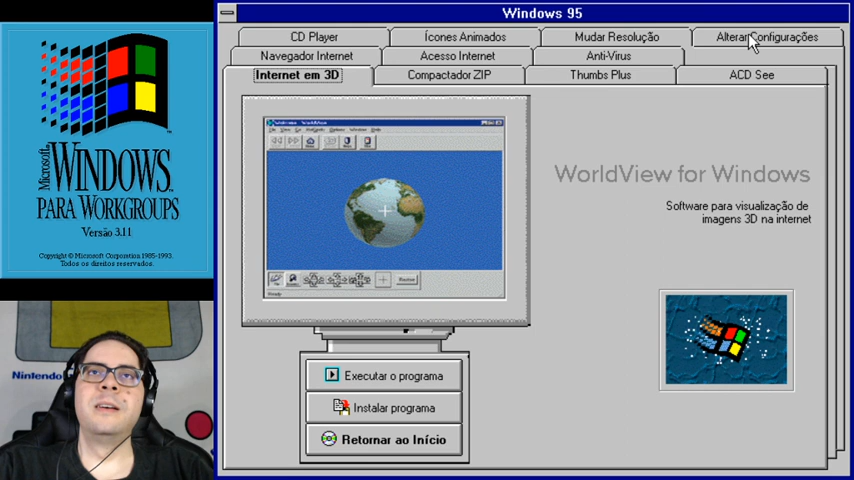 Microsoft
WINDOWS
PARA WORKGROUPS
Versão 3.11
Copyright © Microsoft Corporation 1985-1993.
Todos os direitos reservados.
Nintendo
Windows 95
CD Player
Ícones Animados
Mudar Resolução
Alterar Configurações
Navegador Internet
Acesso Internet
Anti-Virus
Internet em 3D
Compactador ZIP
Thumbs Plus
ACD See
WorldView for Windows
Software para visualização de
imagens 3D na internet
Executar o programa
Instalar programa
Retornar ao Início